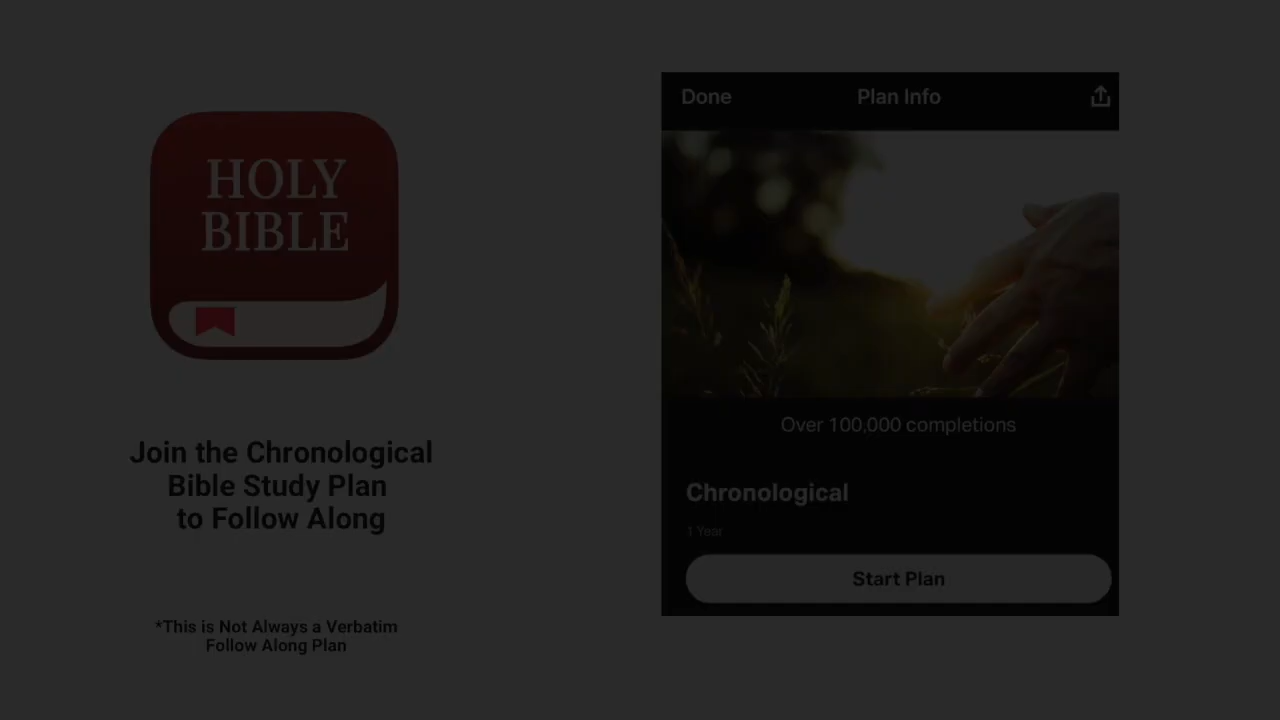 HOLY
BIBLE
Join the Chronological
Bible Study Plan
to Follow Along
*This is Not Always a Verbatim
Follow Along Plan
Done
Plan Info
Over 100,000 completions
Chronological
1 Year
Start Plan